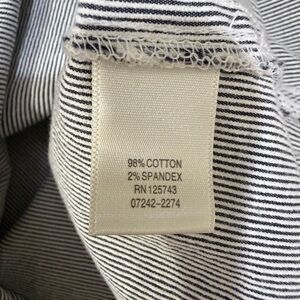 98% COTTON
2% SPANDEX
RN 125743
07242-2274